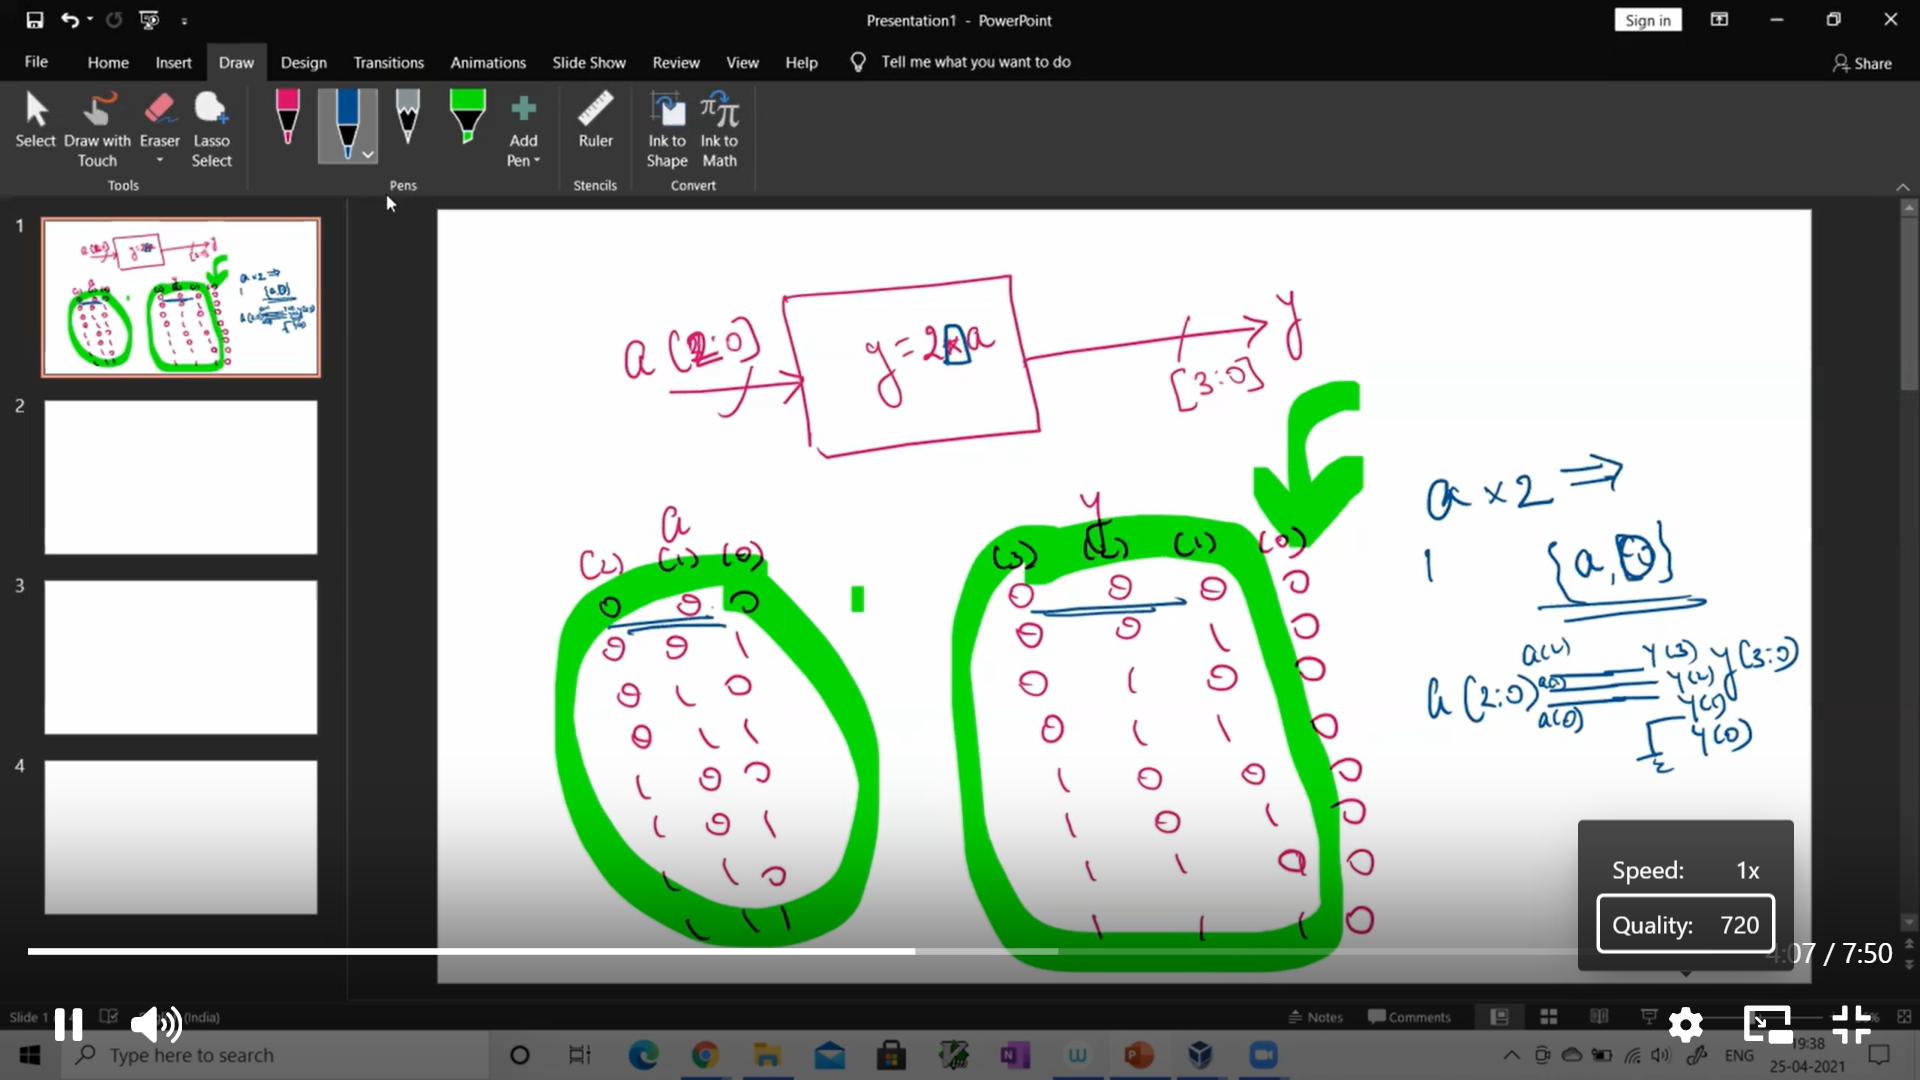 Presentation1 - PowerPoint
Sign in
File Home Insert Draw Design Transitions Animations Slide Show Review View Help Tell me what you want to do Share
Select Draw with Touch Eraser Lasso Select Add Pen Ruler Ink to Shape Ink to Math
Tools Pens Stencils Convert
1
2
3
4
a (2:0)
y = 2 × a
y
[3:0]
a
(2) (1) (0)
0 0 0
0 0 1
0 1 0
0 1 1
1 0 0
1 0 1
1 1 0
1 1 1
y
(3) (2) (1) (0)
0 0 0 0
0 0 1 0
0 1 0 0
0 1 1 0
1 0 0 0
1 0 1 0
1 1 0 0
1 1 1 0
a × 2 ⇒
{a, 0}
a(2) y(3) y(3:0)
a(2:0) a(1) y(2)
a(0) y(1)
y(0)
Speed: 1x
Quality: 720
4:07 / 7:50
Slide 1 (India) Notes Comments
Type here to search
ENG
19:38
25-04-2021